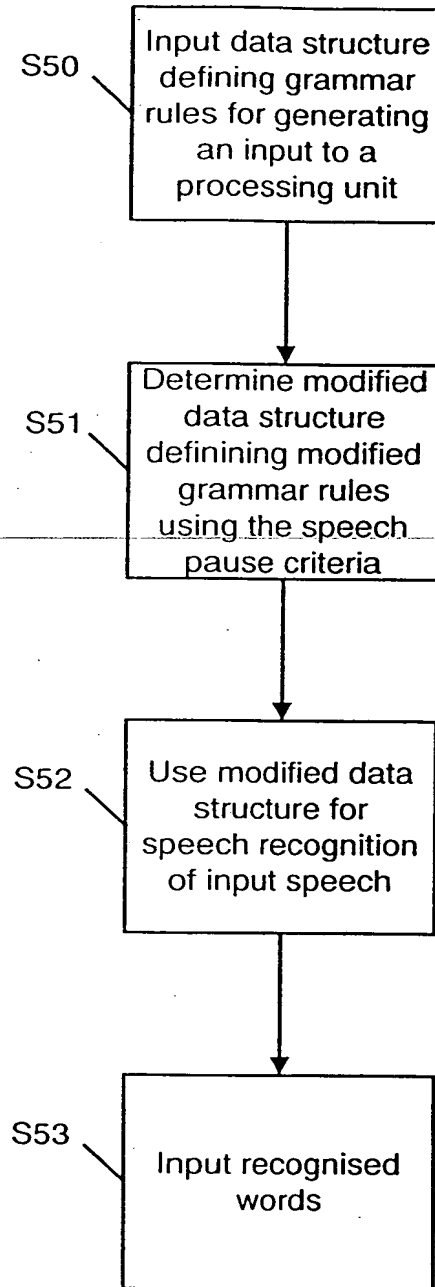 S50
Input data structure
defining grammar
rules for generating
an input to a
processing unit
S51
Determine modified
data structure
definining modified
grammar rules
using the speech
pause criteria
S52
Use modified data
structure for
speech recognition
of input speech
S53
Input recognised
words